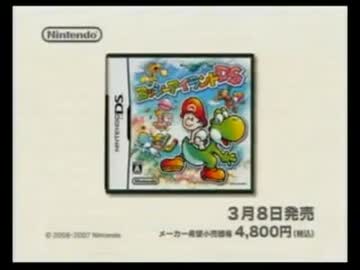 Nintendo
NINTENDO DS
ヨッシーアイランドDS
A
Nintendo
3月8日発売
メーカー希望小売価格 4,800円(税込)
© 2006-2007 Nintendo